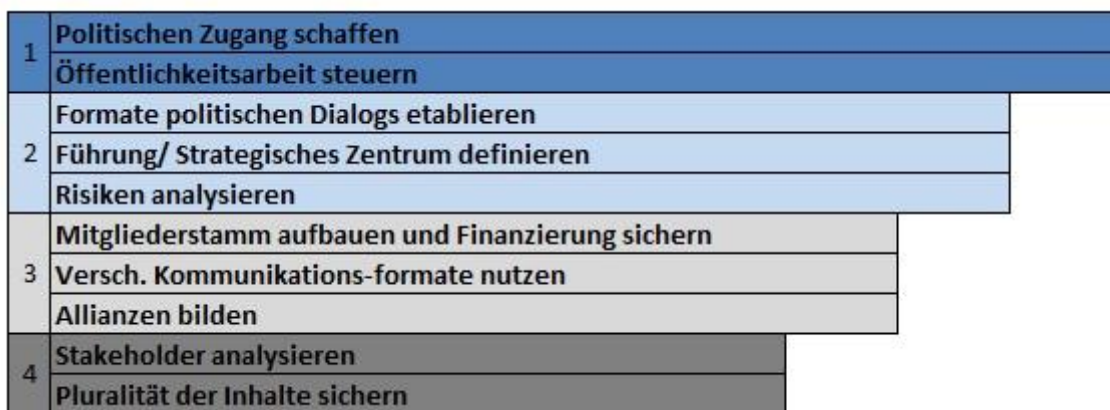 1
Politischen Zugang schaffen
Öffentlichkeitsarbeit steuern
2
Formate politischen Dialogs etablieren
Führung/ Strategisches Zentrum definieren
Risiken analysieren
3
Mitgliederstamm aufbauen und Finanzierung sichern
Versch. Kommunikations-formate nutzen
Allianzen bilden
4
Stakeholder analysieren
Pluralität der Inhalte sichern